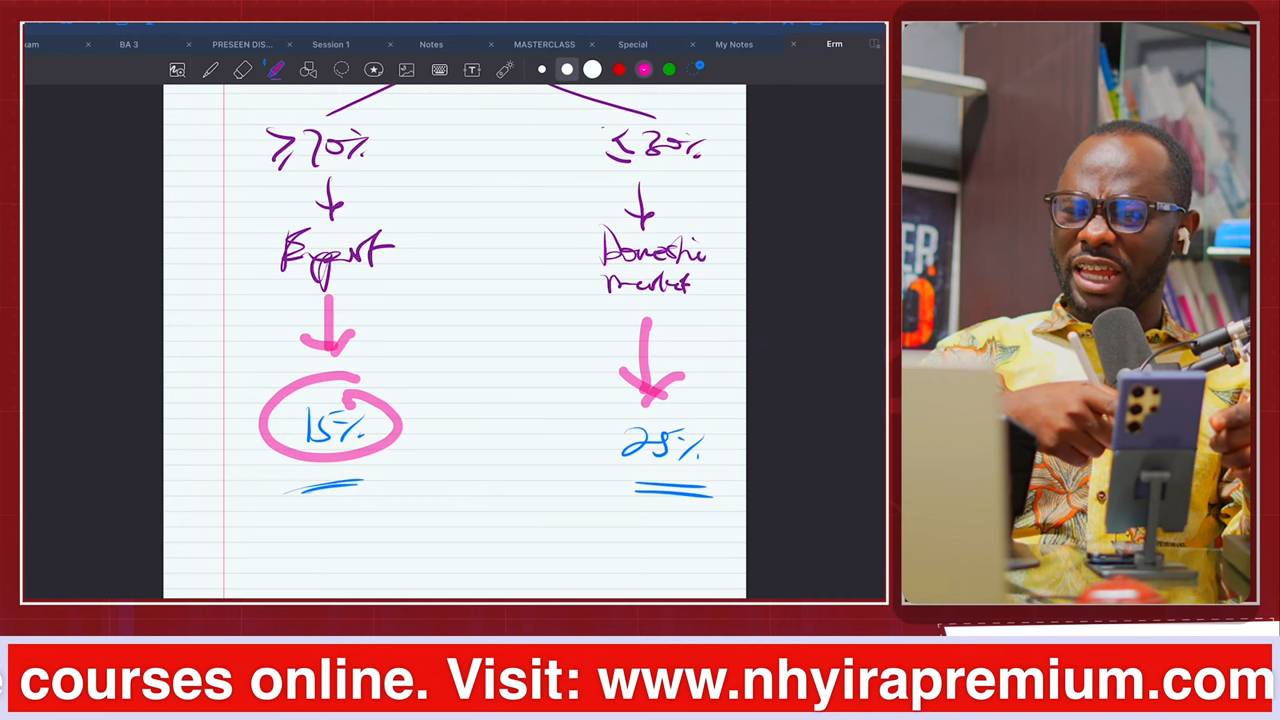 am
BA 3
PRESEEN DIS...
Session 1
Notes
MASTERCLASS
Special
My Notes
Erm
≥70%
≤30%
Export
Domestic
market
15%
25%
courses online. Visit: www.nhyirapremium.com